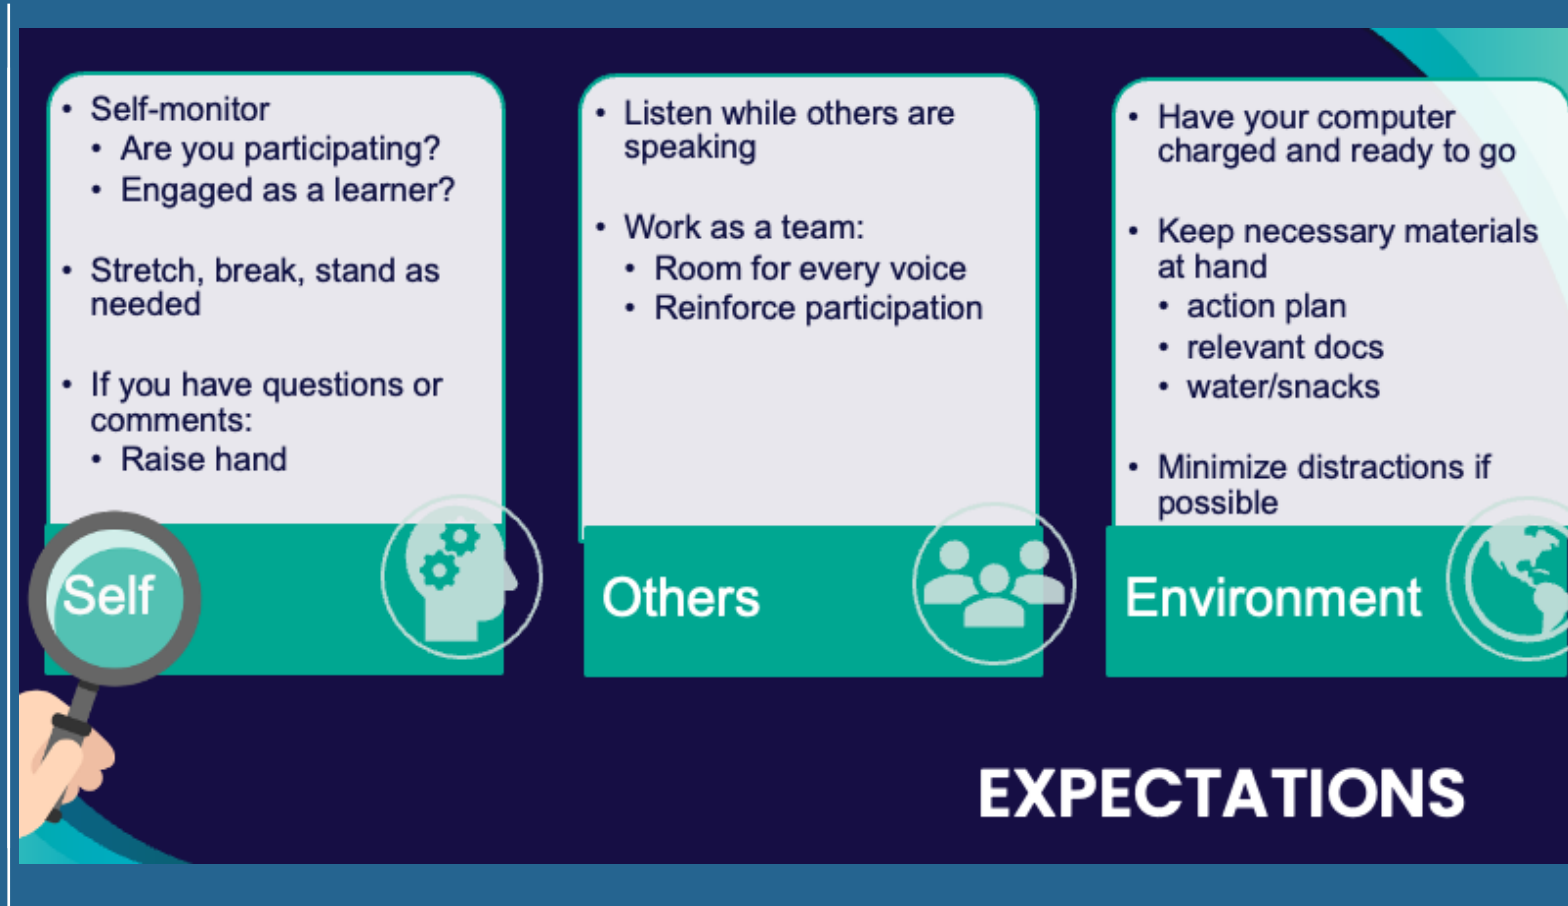 • Self-monitor
• Are you participating?
• Engaged as a learner?
• Stretch, break, stand as
needed
• If you have questions or
comments:
• Raise hand
Self
• Listen while others are
speaking
• Work as a team:
• Room for every voice
• Reinforce participation
Others
• Have your computer
charged and ready to go
• Keep necessary materials
at hand
• action plan
• relevant docs
• water/snacks
• Minimize distractions if
possible
Environment
EXPECTATIONS